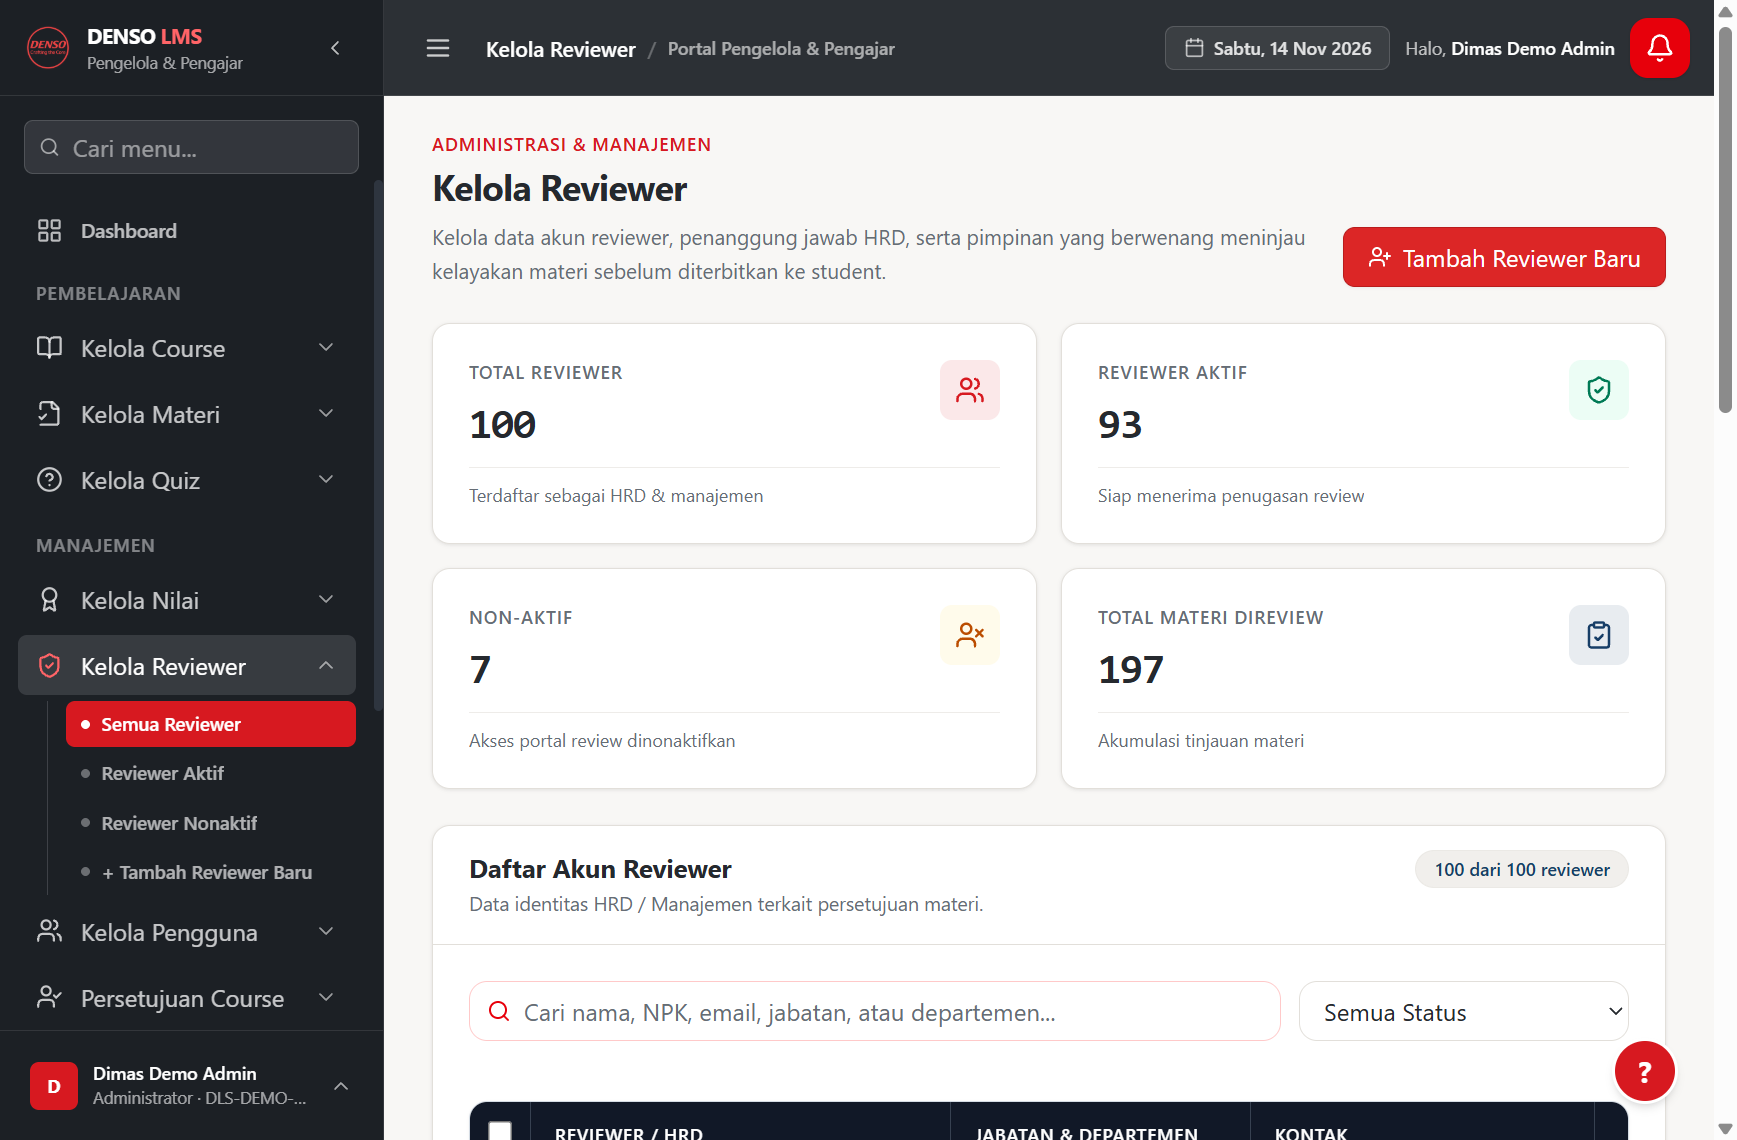 DENSO
Crafting the Core
DENSO LMS
Pengelola & Pengajar
Cari menu...
Dashboard
PEMBELAJARAN
Kelola Course
Kelola Materi
Kelola Quiz
MANAJEMEN
Kelola Nilai
Kelola Reviewer
Semua Reviewer
Reviewer Aktif
Reviewer Nonaktif
+ Tambah Reviewer Baru
Kelola Pengguna
Persetujuan Course
D
Dimas Demo Admin
Administrator · DLS-DEMO-...
Kelola Reviewer / Portal Pengelola & Pengajar
Sabtu, 14 Nov 2026
Halo, Dimas Demo Admin
ADMINISTRASI & MANAJEMEN
Kelola Reviewer
Kelola data akun reviewer, penanggung jawab HRD, serta pimpinan yang berwenang meninjau
kelayakan materi sebelum diterbitkan ke student.
Tambah Reviewer Baru
TOTAL REVIEWER
100
Terdaftar sebagai HRD & manajemen
REVIEWER AKTIF
93
Siap menerima penugasan review
NON-AKTIF
7
Akses portal review dinonaktifkan
TOTAL MATERI DIREVIEW
197
Akumulasi tinjauan materi
Daftar Akun Reviewer
Data identitas HRD / Manajemen terkait persetujuan materi.
100 dari 100 reviewer
Cari nama, NPK, email, jabatan, atau departemen...
Semua Status
?
REVIEWER / HRD
JABATAN & DEPARTEMEN
KONTAK